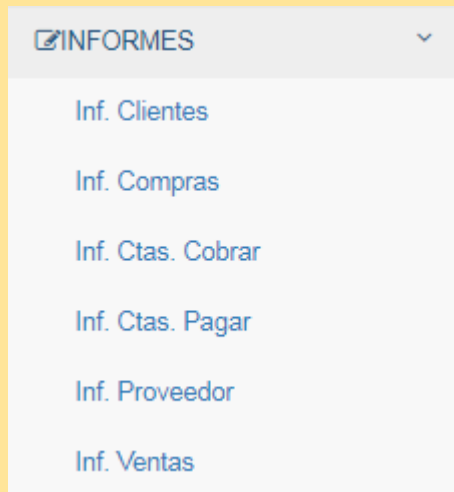 INFORMES
Inf. Clientes
Inf. Compras
Inf. Ctas. Cobrar
Inf. Ctas. Pagar
Inf. Proveedor
Inf. Ventas